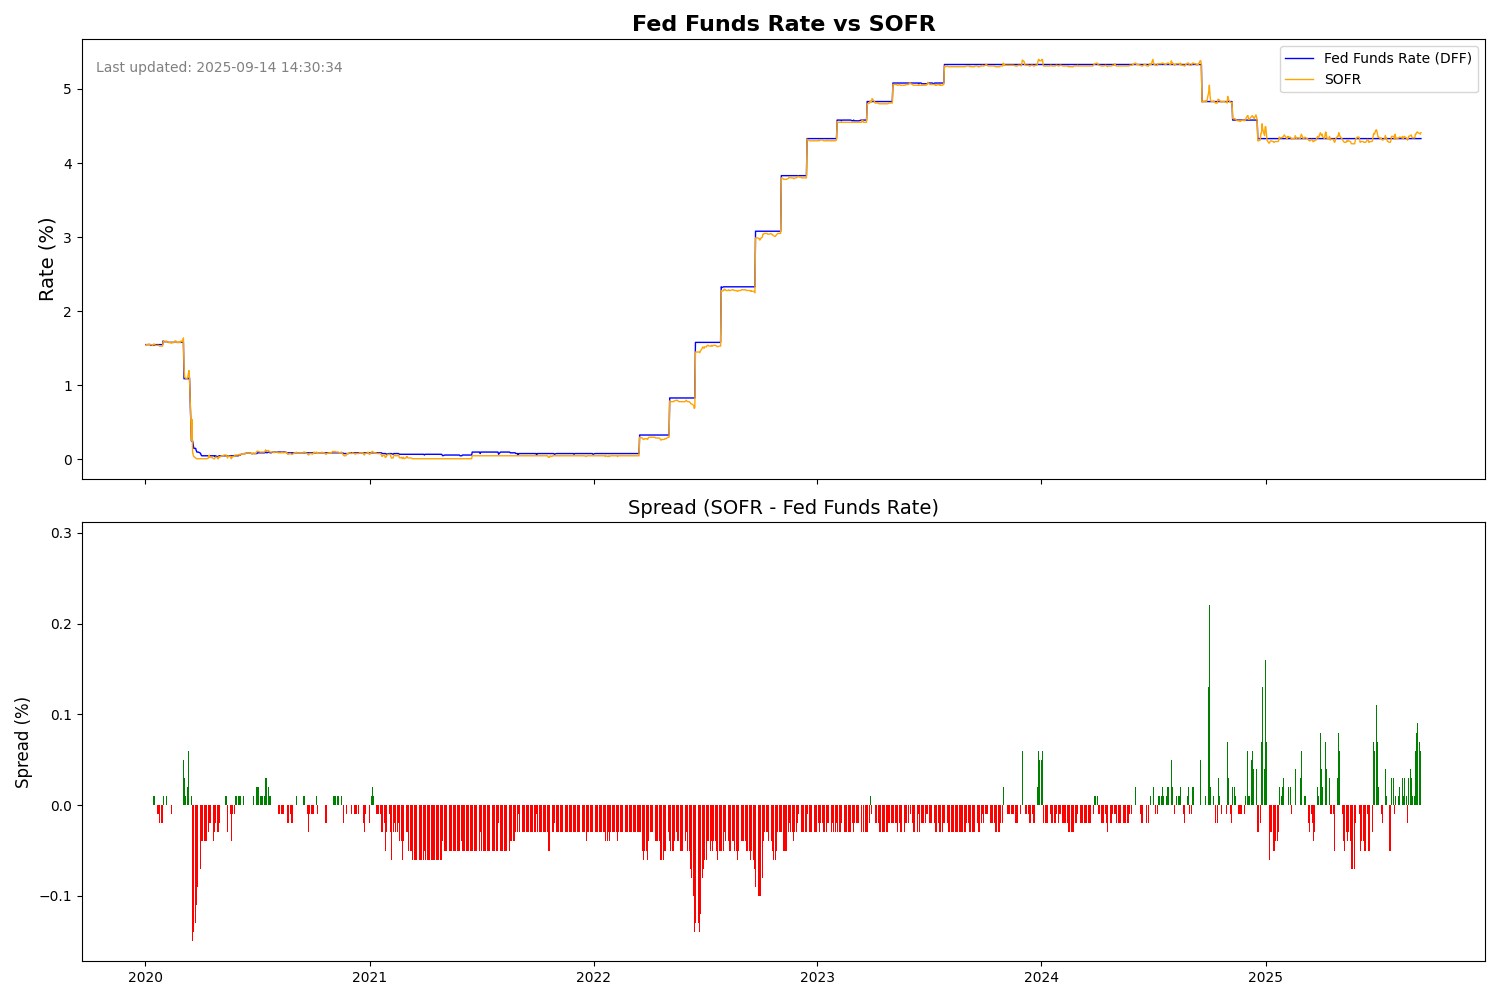 Fed Funds Rate vs SOFR
Last updated: 2025-09-14 14:30:34
Fed Funds Rate (DFF)
SOFR
Rate (%)
5
4
3
2
1
0
Spread (SOFR - Fed Funds Rate)
Spread (%)
0.3
0.2
0.1
0.0
−0.1
2020
2021
2022
2023
2024
2025